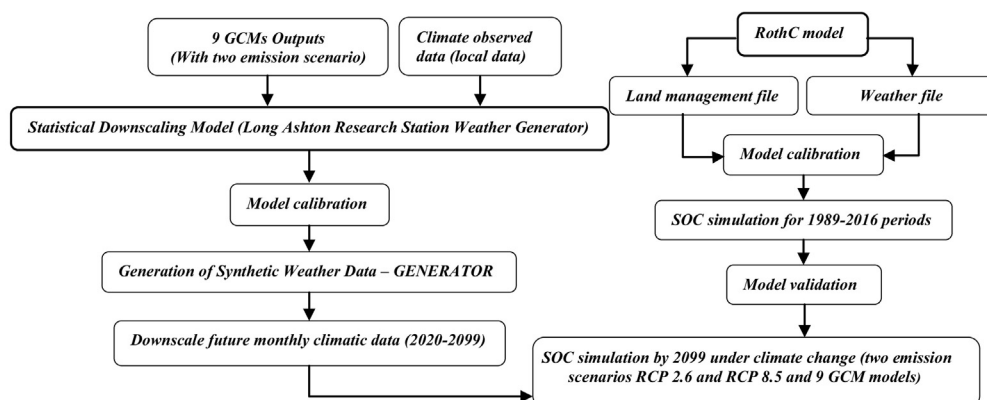 9 GCMs Outputs
(With two emission scenario)
Climate observed
data (local data)
Statistical Downscaling Model (Long Ashton Research Station Weather Generator)
Model calibration
Generation of Synthetic Weather Data – GENERATOR
Downscale future monthly climatic data (2020-2099)
RothC model
Land management file
Weather file
Model calibration
SOC simulation for 1989-2016 periods
Model validation
SOC simulation by 2099 under climate change (two emission
scenarios RCP 2.6 and RCP 8.5 and 9 GCM models)